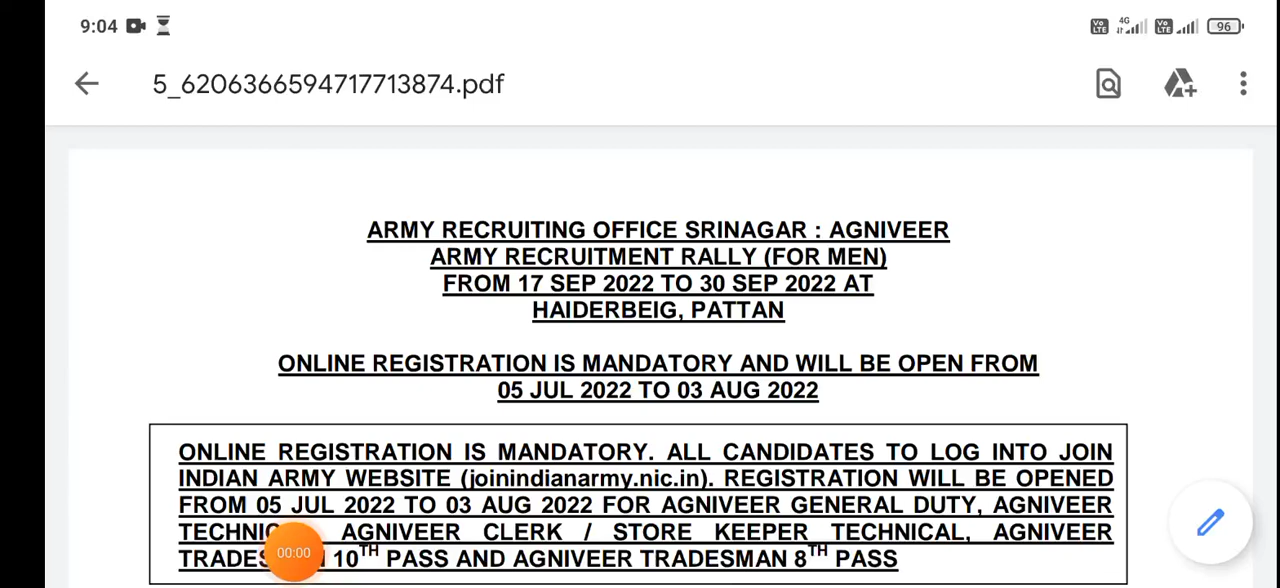 9:04 4G 96
5_6206366594717713874.pdf
ARMY RECRUITING OFFICE SRINAGAR : AGNIVEER
ARMY RECRUITMENT RALLY (FOR MEN)
FROM 17 SEP 2022 TO 30 SEP 2022 AT
HAIDERBEIG, PATTAN
ONLINE REGISTRATION IS MANDATORY AND WILL BE OPEN FROM
05 JUL 2022 TO 03 AUG 2022
ONLINE REGISTRATION IS MANDATORY. ALL CANDIDATES TO LOG INTO JOIN
INDIAN ARMY WEBSITE (joinindianarmy.nic.in). REGISTRATION WILL BE OPENED
FROM 05 JUL 2022 TO 03 AUG 2022 FOR AGNIVEER GENERAL DUTY, AGNIVEER
AGNIVEER CLERK / STORE KEEPER TECHNICAL, AGNIVEER
00:00 10TH PASS AND AGNIVEER TRADESMAN 8TH PASS